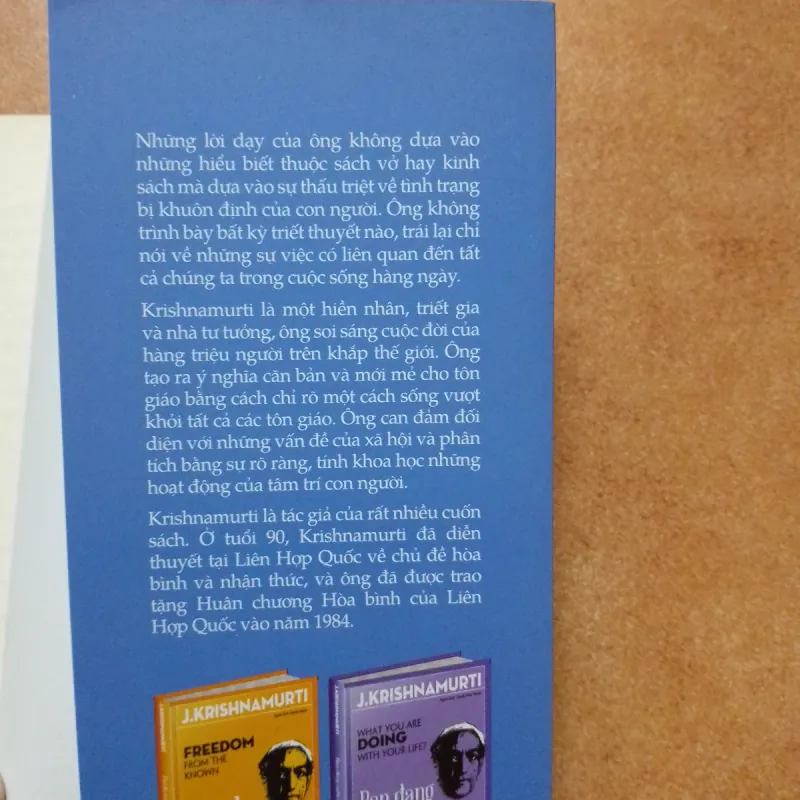 Những lời dạy của ông không dựa vào
những hiểu biết thuộc sách vở hay kinh
sách mà dựa vào sự thấu triệt về tình trạng
bị khuôn định của con người. Ông không
trình bày bất kỳ triết thuyết nào, trái lại chỉ
nói về những sự việc có liên quan đến tất
cả chúng ta trong cuộc sống hàng ngày.
Krishnamurti là một hiền nhân, triết gia
và nhà tư tưởng, ông soi sáng cuộc đời của
hàng triệu người trên khắp thế giới. Ông
tạo ra ý nghĩa căn bản và mới mẻ cho tôn
giáo bằng cách chỉ rõ một cách sống vượt
khỏi tất cả các tôn giáo. Ông can đảm đối
diện với những vấn đề của xã hội và phân
tích bằng sự rõ ràng, tính khoa học những
hoạt động của tâm trí con người.
Krishnamurti là tác giả của rất nhiều cuốn
sách. Ở tuổi 90, Krishnamurti đã diễn
thuyết tại Liên Hợp Quốc về chủ đề hòa
bình và nhận thức, và ông đã được trao
tặng Huân chương Hòa bình của Liên
Hợp Quốc vào năm 1984.
J.KRISHNAMURTI
FREEDOM
FROM THE
KNOWN
J.KRISHNAMURTI
WHAT YOU ARE
DOING
WITH YOUR LIFE?
Bạn đang